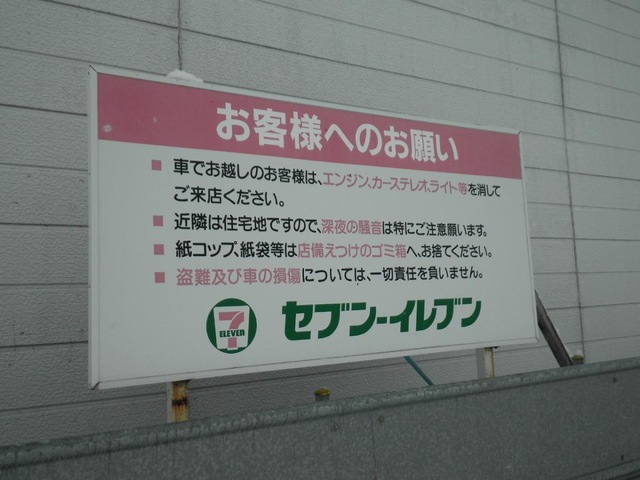 お客様へのお願い
■ 車でお越しのお客様は、エンジン、カーステレオ、ライト等を消して
ご来店ください。
■ 近隣は住宅地ですので、深夜の騒音は特にご注意願います。
■ 紙コップ、紙袋等は店備えつけのゴミ箱へ、お捨てください。
■ 盗難及び車の損傷については、一切責任を負いません。
7
ELEVEN
セブン-イレブン